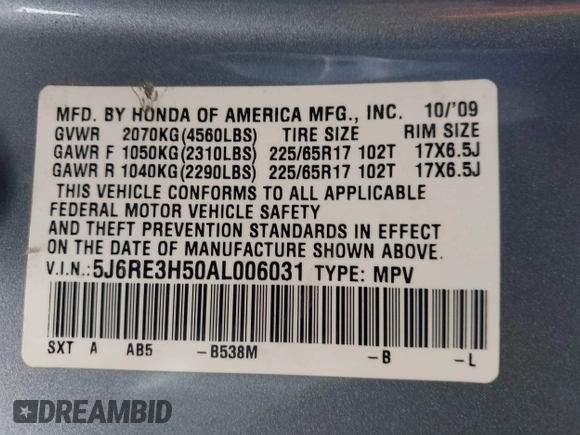 MFD. BY HONDA OF AMERICA MFG., INC. 10/'09
GVWR 2070KG(4560LBS) TIRE SIZE RIM SIZE
GAWR F 1050KG(2310LBS) 225/65R17 102T 17X6.5J
GAWR R 1040KG(2290LBS) 225/65R17 102T 17X6.5J
THIS VEHICLE CONFORMS TO ALL APPLICABLE
FEDERAL MOTOR VEHICLE SAFETY
AND THEFT PREVENTION STANDARDS IN EFFECT
ON THE DATE OF MANUFACTURE SHOWN ABOVE.
V.I.N.:5J6RE3H50AL006031 TYPE: MPV
SXT A AB5 -B538M -B -L
DREAMBID